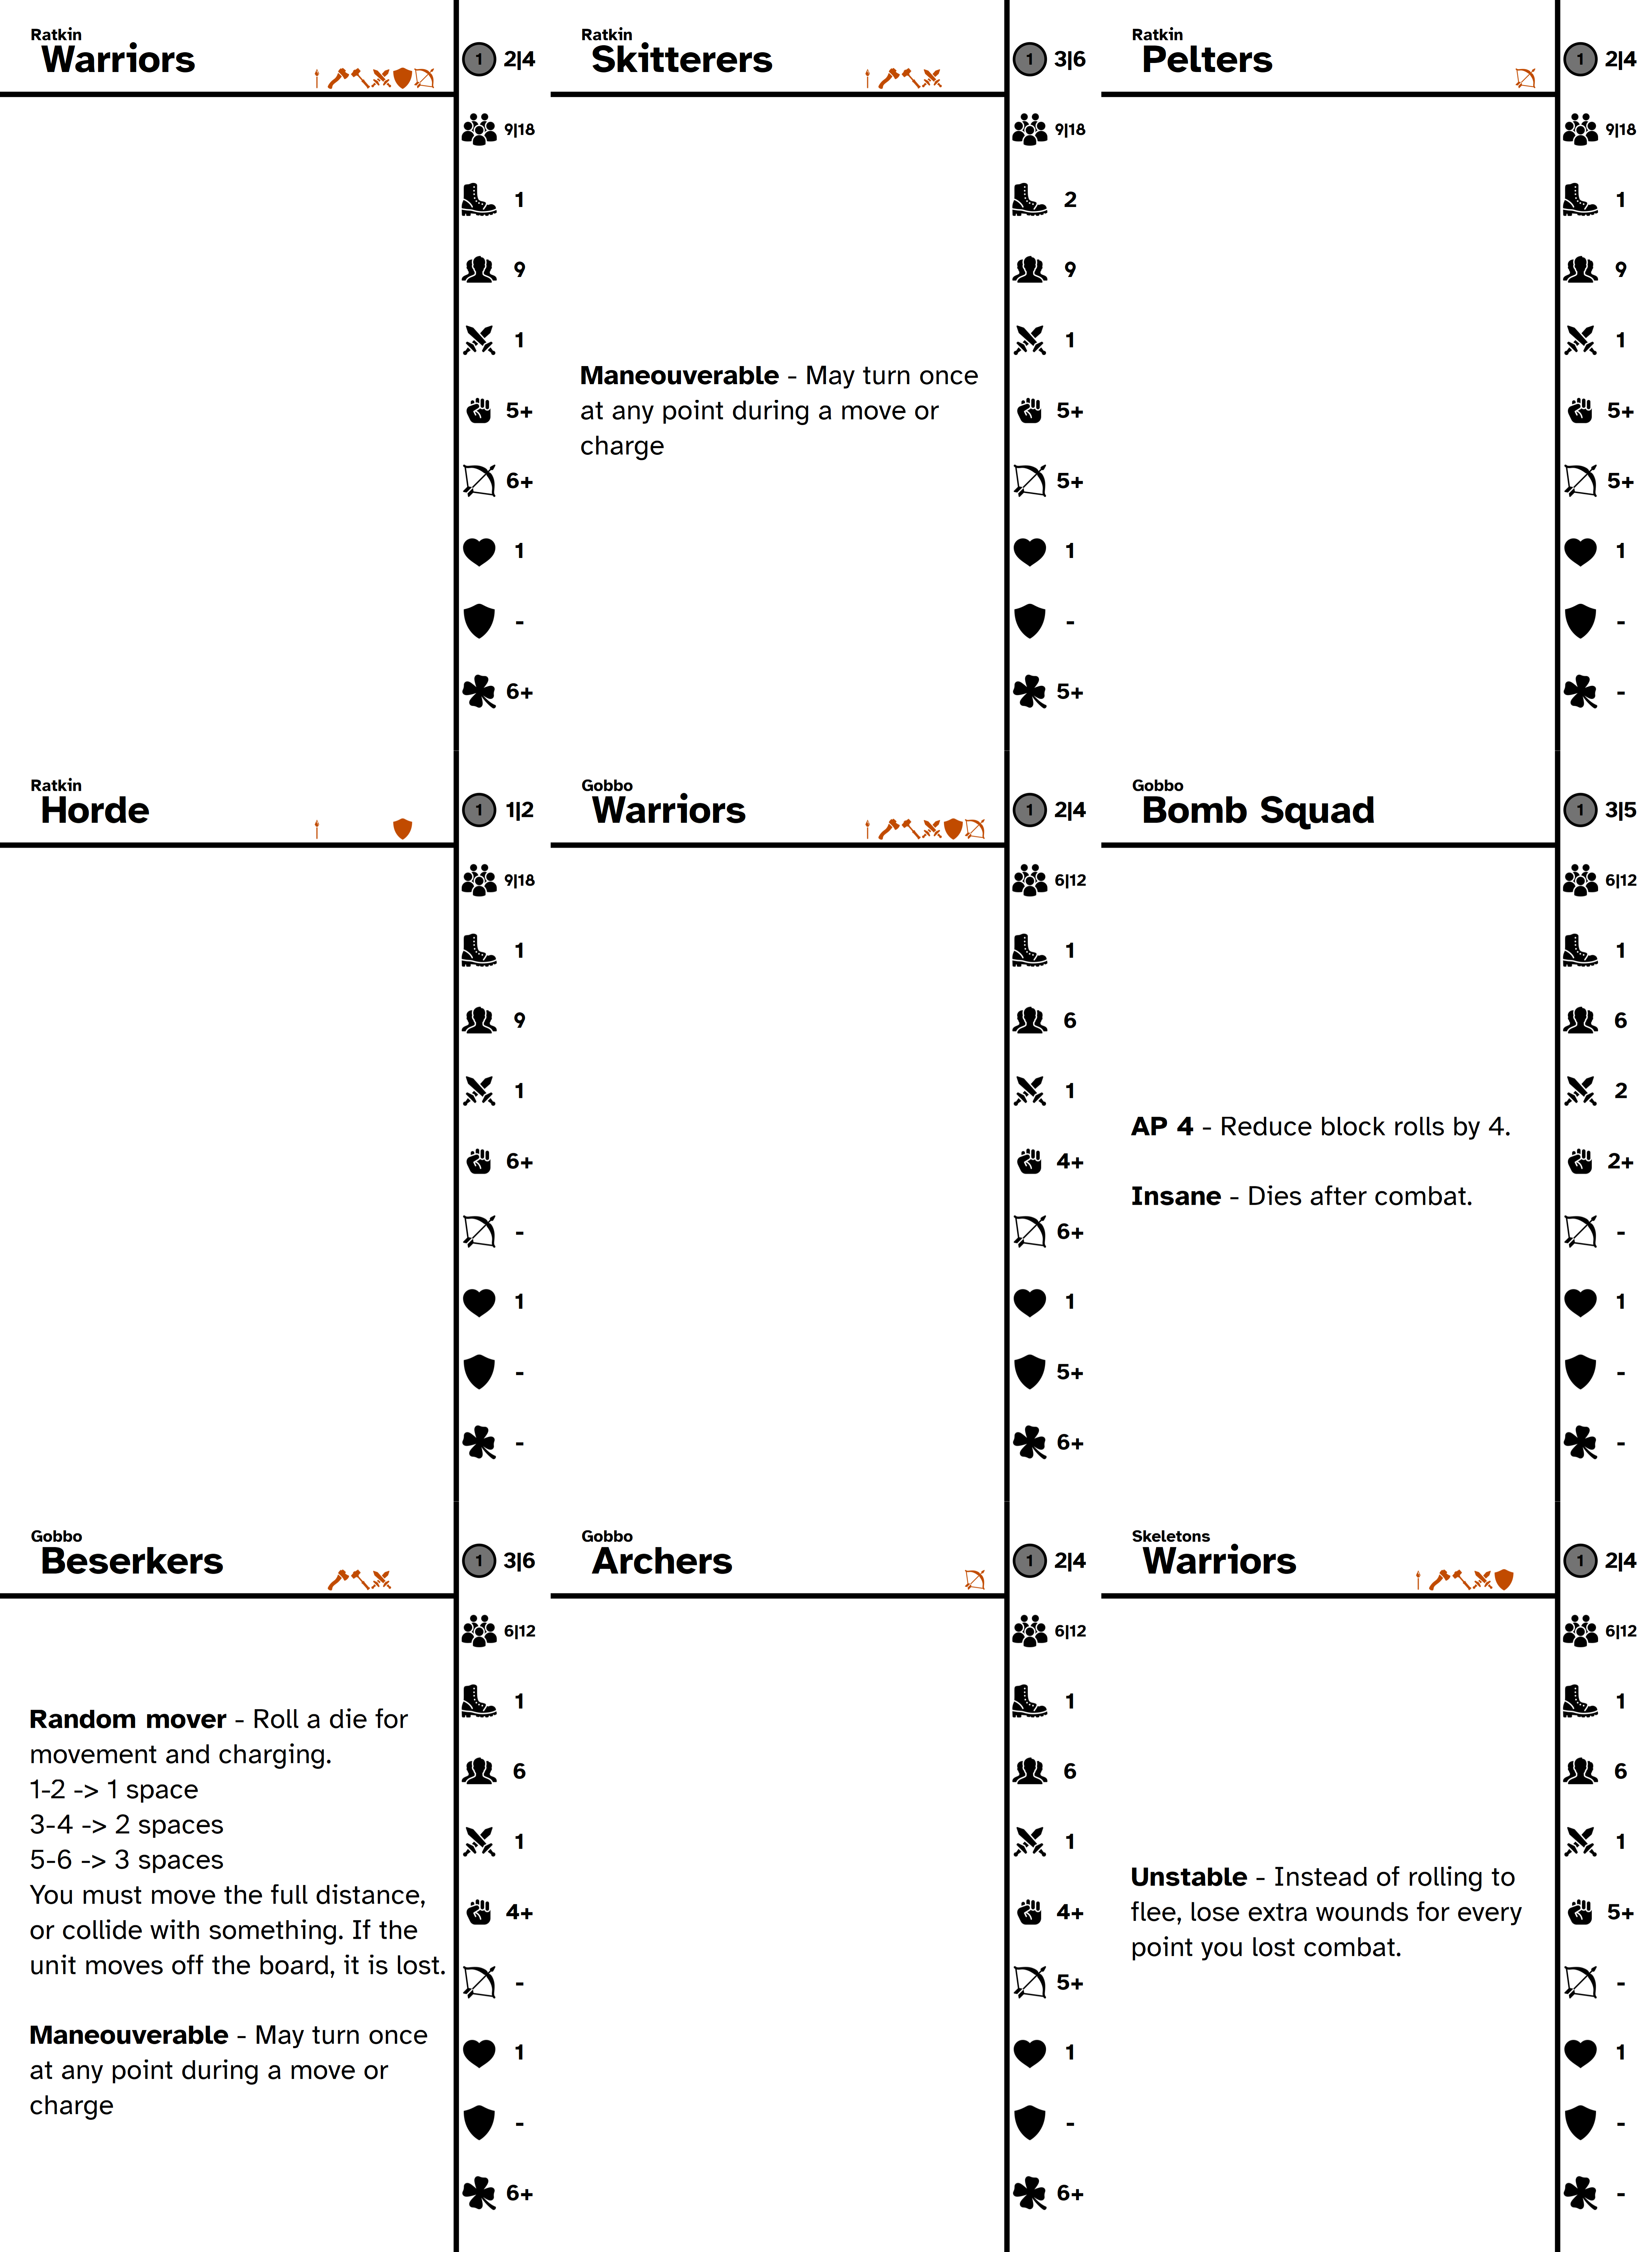 Ratkin
Warriors
1 2|4
9|18
1
9
1
5+
6+
1
-
6+
Ratkin
Skitterers
1 3|6
9|18
2
9
1
Maneouverable - May turn once
at any point during a move or
charge
5+
5+
1
-
5+
Ratkin
Pelters
1 2|4
9|18
1
9
1
5+
5+
1
-
-
Ratkin
Horde
1 1|2
9|18
1
9
1
6+
-
1
-
-
Gobbo
Warriors
1 2|4
6|12
1
6
1
4+
6+
1
5+
6+
Gobbo
Bomb Squad
1 3|5
6|12
1
6
2
AP 4 - Reduce block rolls by 4.
Insane - Dies after combat.
2+
-
1
-
-
Gobbo
Beserkers
1 3|6
Random mover - Roll a die for
movement and charging.
1-2 -> 1 space
3-4 -> 2 spaces
5-6 -> 3 spaces
You must move the full distance,
or collide with something. If the
unit moves off the board, it is lost.
Maneouverable - May turn once
at any point during a move or
charge
6|12
1
6
1
4+
-
1
-
6+
Gobbo
Archers
1 2|4
6|12
1
6
1
4+
5+
1
-
6+
Skeletons
Warriors
1 2|4
6|12
1
6
1
Unstable - Instead of rolling to
flee, lose extra wounds for every
point you lost combat.
5+
-
1
-
-